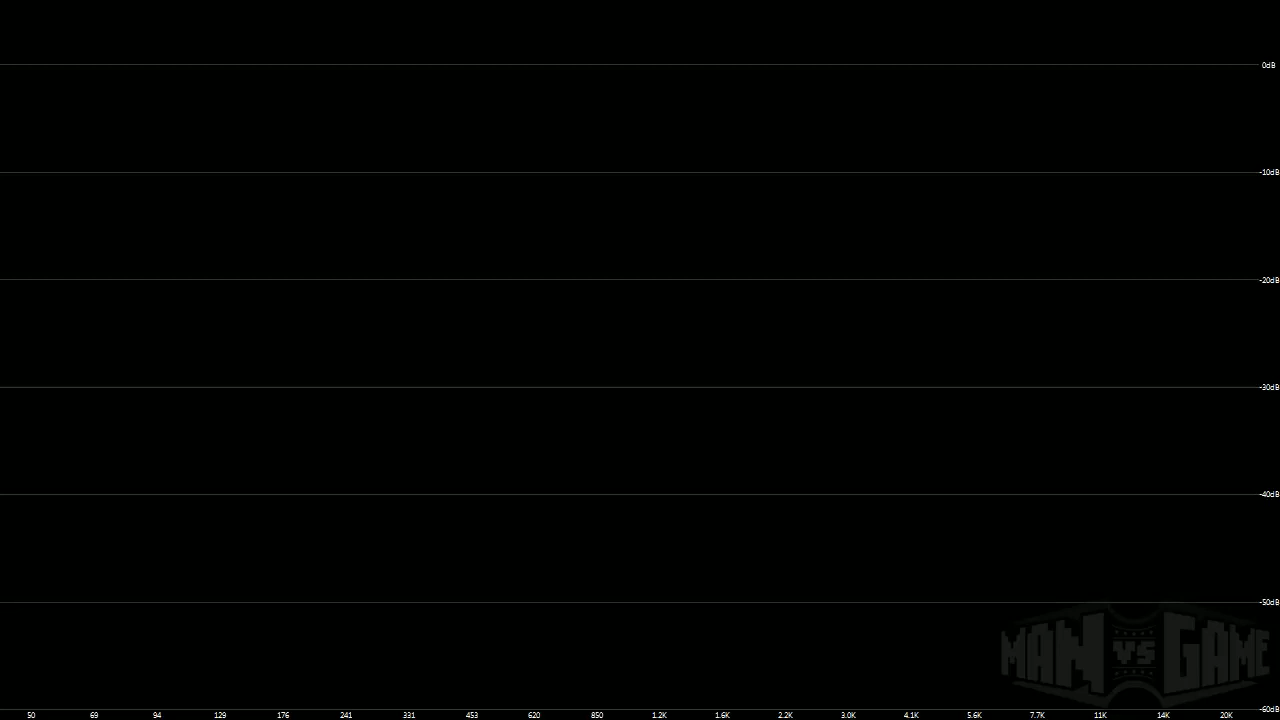 0dB
-10dB
-20dB
-30dB
-40dB
-50dB
MAN VS GAME
-60dB
50 69 94 129 176 241 331 453 620 850 1.2K 1.6K 2.2K 3.0K 4.1K 5.6K 7.7K 11K 14K 20K